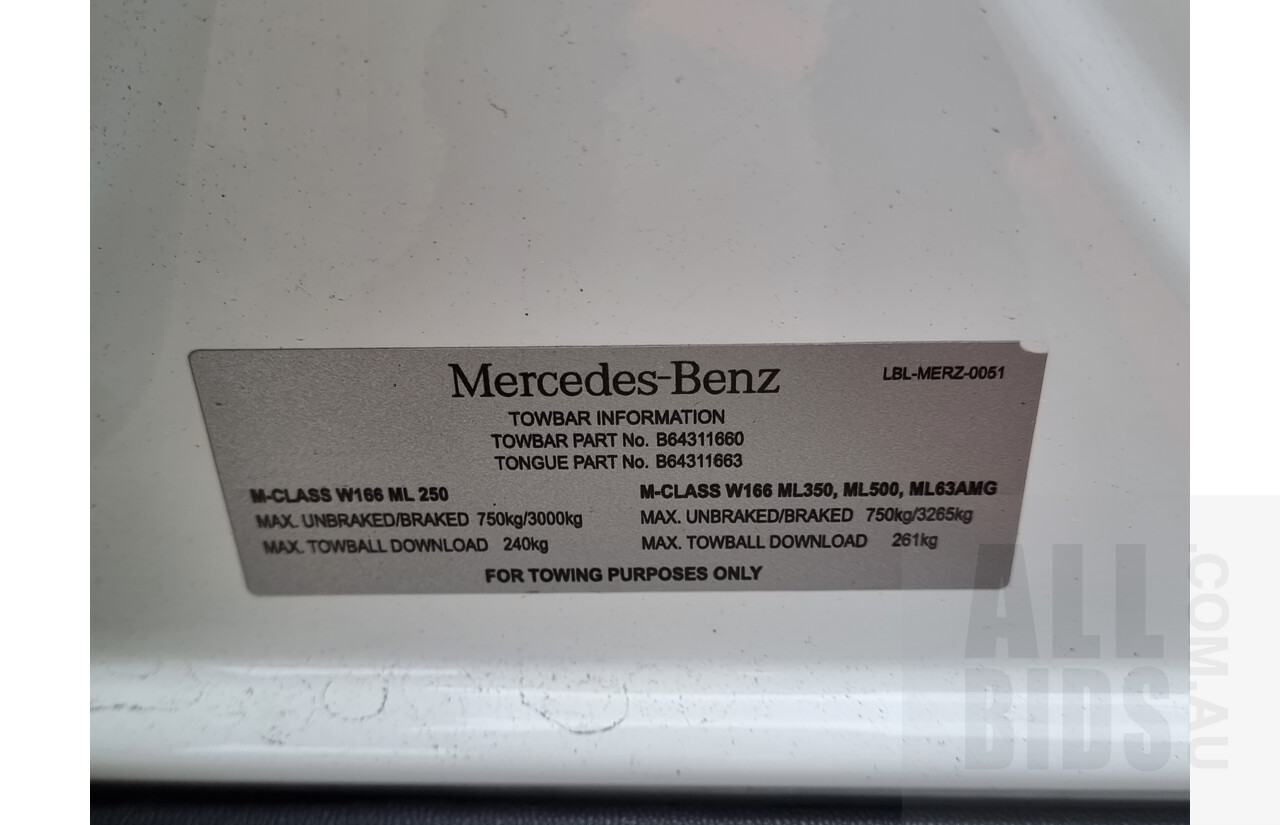 Mercedes-Benz
LBL-MERZ-0051
TOWBAR INFORMATION
TOWBAR PART No. B64311660
TONGUE PART No. B64311663
M-CLASS W166 ML 250
MAX. UNBRAKED/BRAKED 750kg/3000kg
MAX. TOWBALL DOWNLOAD 240kg
M-CLASS W166 ML350, ML500, ML63AMG
MAX. UNBRAKED/BRAKED 750kg/3265kg
MAX. TOWBALL DOWNLOAD 261kg
FOR TOWING PURPOSES ONLY
ALL
BIDS
.COM.AU